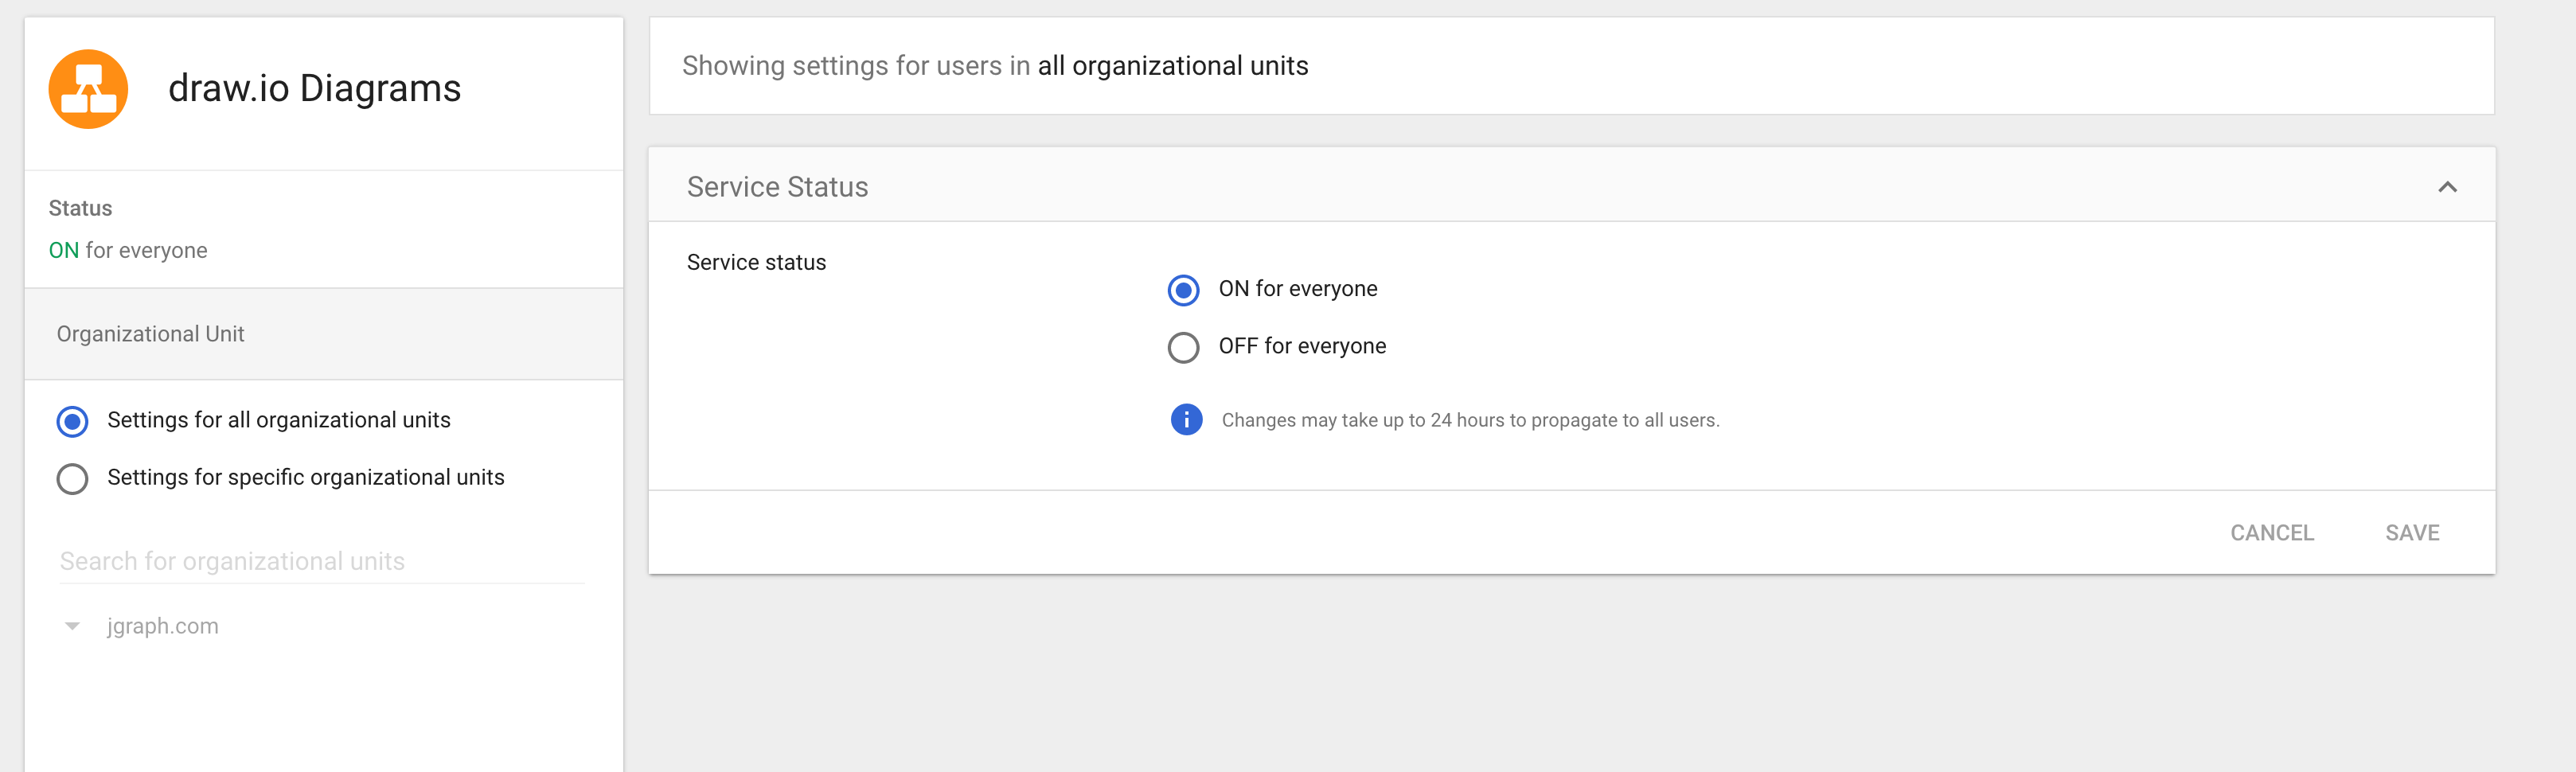 draw.io Diagrams
Status
ON for everyone
Organizational Unit
Settings for all organizational units
Settings for specific organizational units
Search for organizational units
jgraph.com
Showing settings for users in all organizational units
Service Status
Service status
ON for everyone
OFF for everyone
Changes may take up to 24 hours to propagate to all users.
CANCEL SAVE